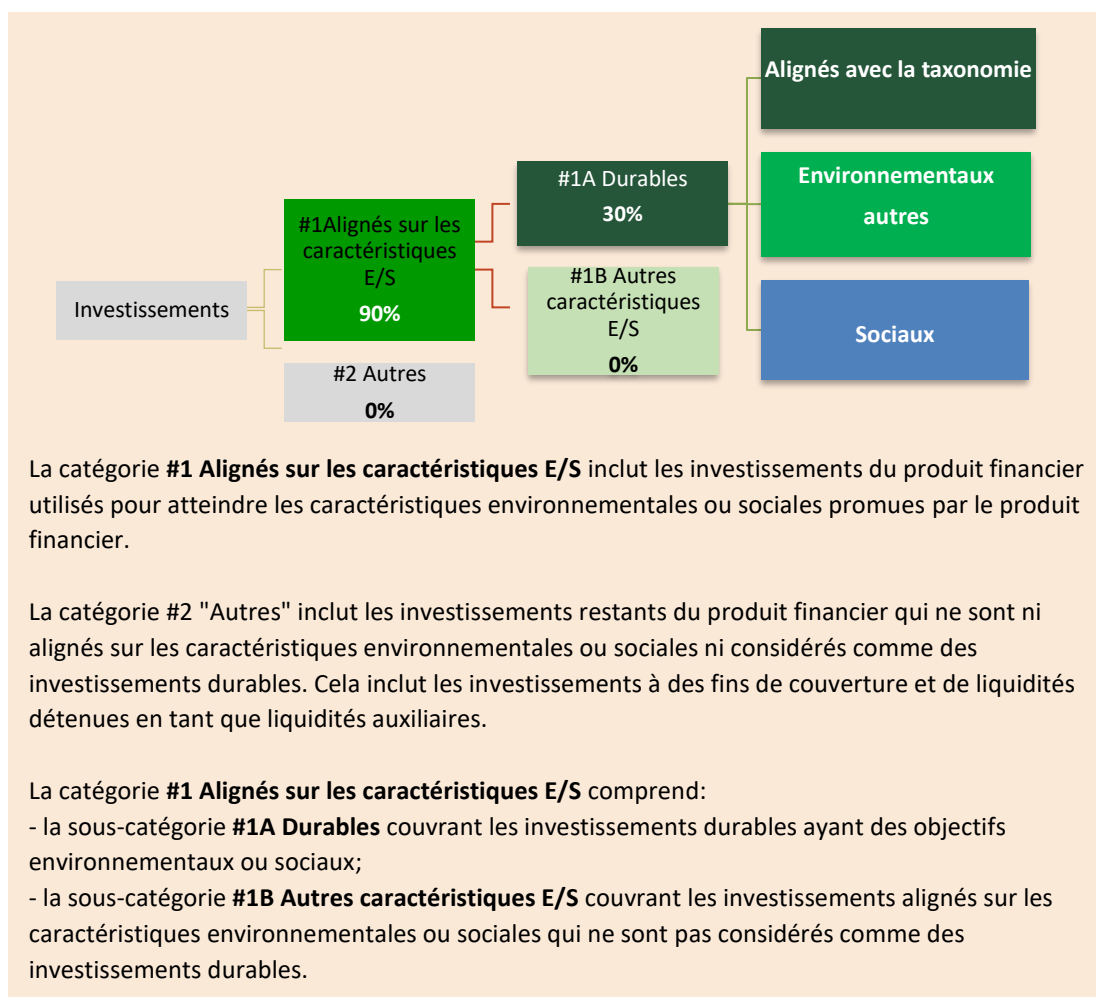 Investissements
#1Alignés sur les
caractéristiques
E/S
90%
#2 Autres
0%
#1A Durables
30%
#1B Autres
caractéristiques
E/S
0%
Alignés avec la taxonomie
Environnementaux
autres
Sociaux
La catégorie #1 Alignés sur les caractéristiques E/S inclut les investissements du produit financier
utilisés pour atteindre les caractéristiques environnementales ou sociales promues par le produit
financier.
La catégorie #2 "Autres" inclut les investissements restants du produit financier qui ne sont ni
alignés sur les caractéristiques environnementales ou sociales ni considérés comme des
investissements durables. Cela inclut les investissements à des fins de couverture et de liquidités
détenues en tant que liquidités auxiliaires.
La catégorie #1 Alignés sur les caractéristiques E/S comprend:
- la sous-catégorie #1A Durables couvrant les investissements durables ayant des objectifs
environnementaux ou sociaux;
- la sous-catégorie #1B Autres caractéristiques E/S couvrant les investissements alignés sur les
caractéristiques environnementales ou sociales qui ne sont pas considérés comme des
investissements durables.